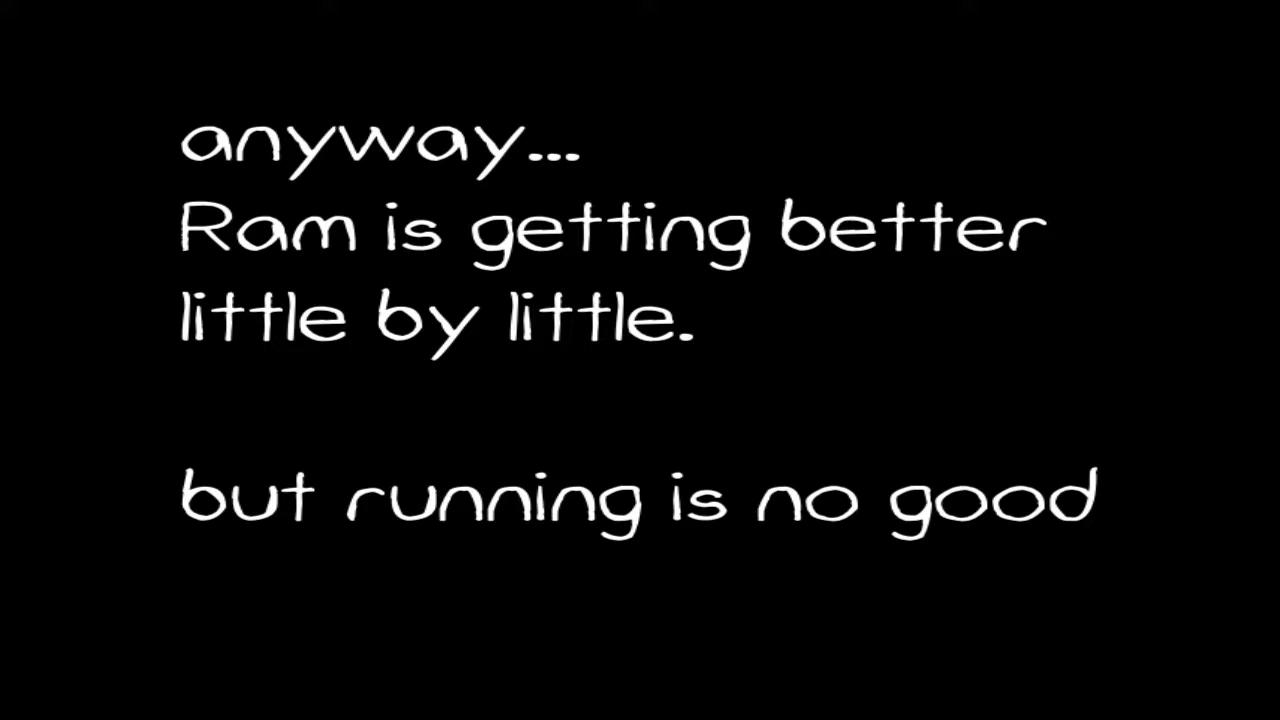 anyway...
Ram is getting better
little by little.
but running is no good